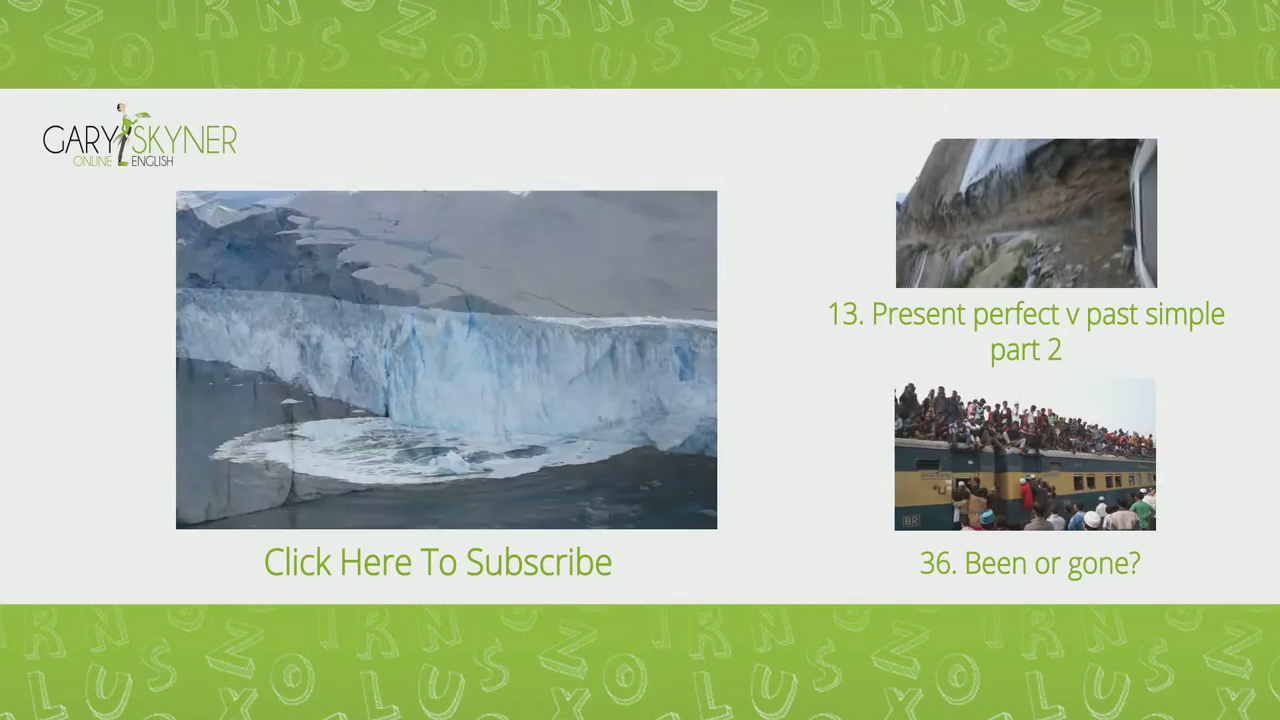 GARY SKYNER
ONLINE ENGLISH
13. Present perfect v past simple
part 2
BR
Click Here To Subscribe
36. Been or gone?